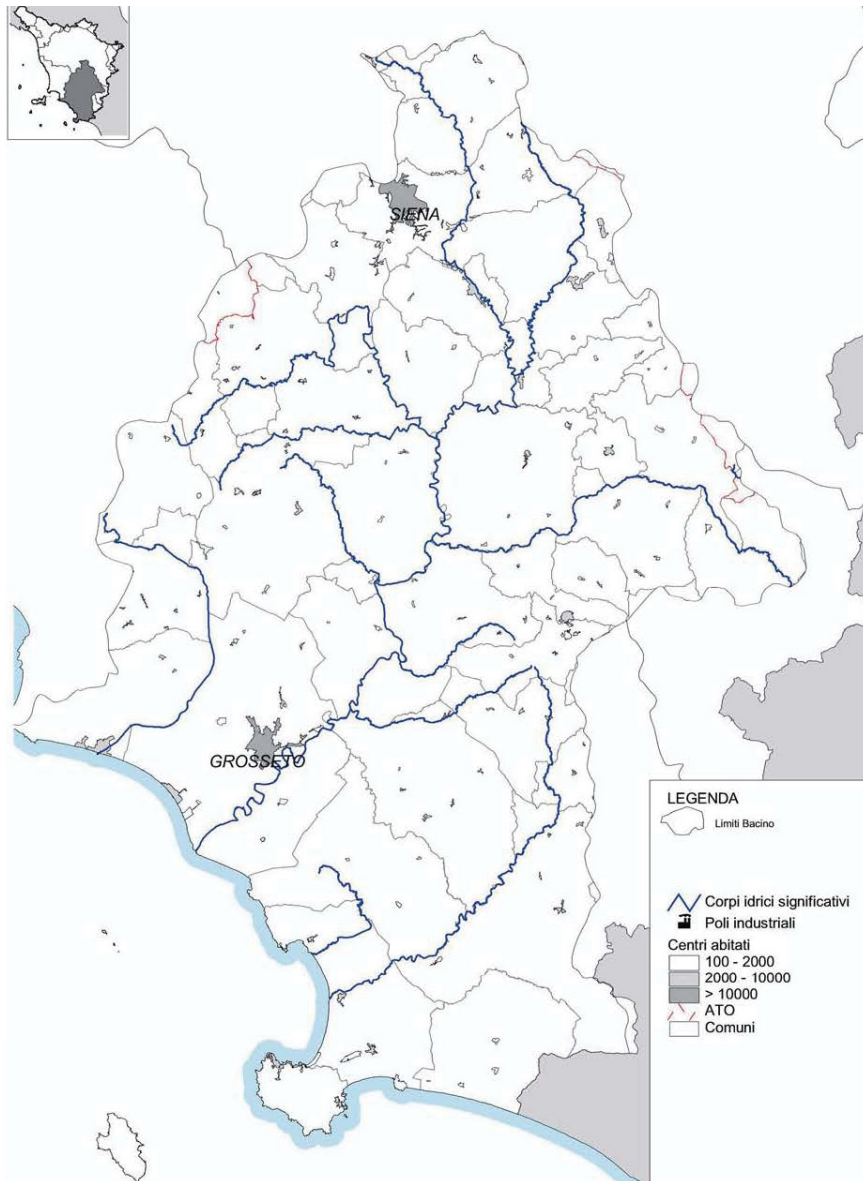 SIENA
GROSSETO
LEGENDA
Limiti Bacino
Corpi idrici significativi
Poli industriali
Centri abitati
100 - 2000
2000 - 10000
> 10000
ATO
Comuni